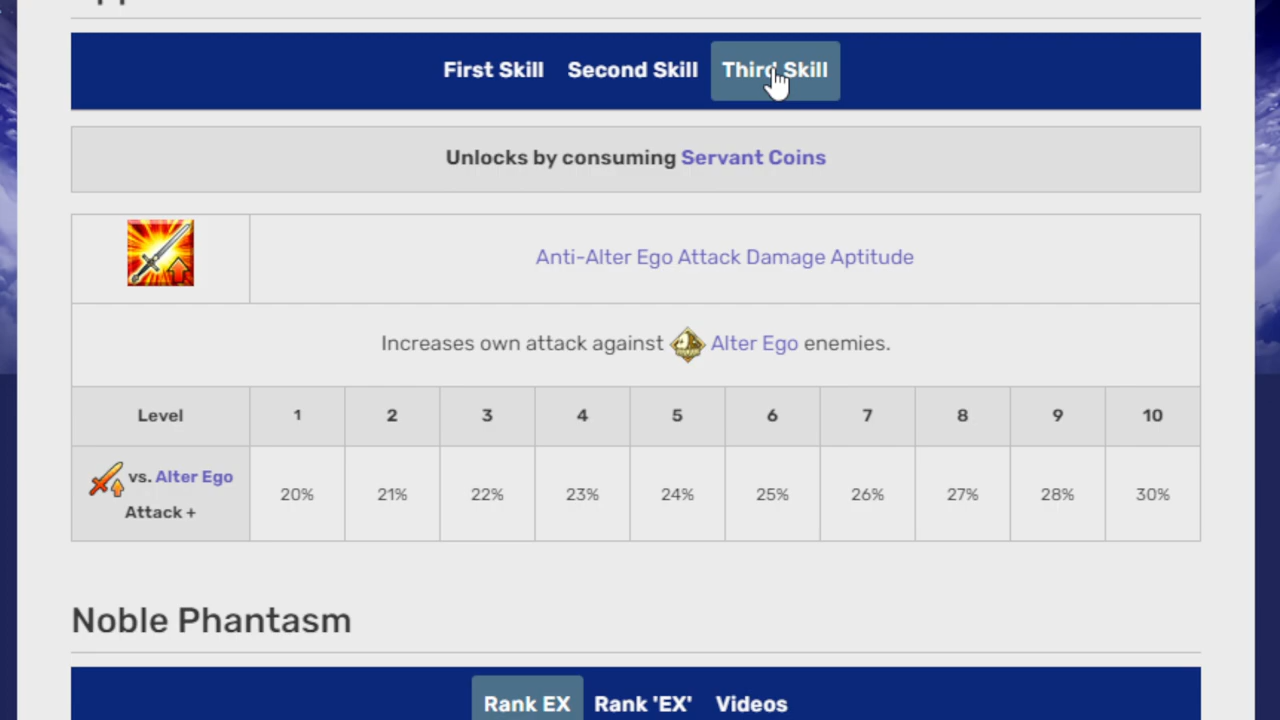 First Skill Second Skill Third Skill
Unlocks by consuming Servant Coins
Anti-Alter Ego Attack Damage Aptitude
Increases own attack against Alter Ego enemies.
Level 1 2 3 4 5 6 7 8 9 10
vs. Alter Ego
Attack + 20% 21% 22% 23% 24% 25% 26% 27% 28% 30%
Noble Phantasm
Rank EX Rank 'EX' Videos